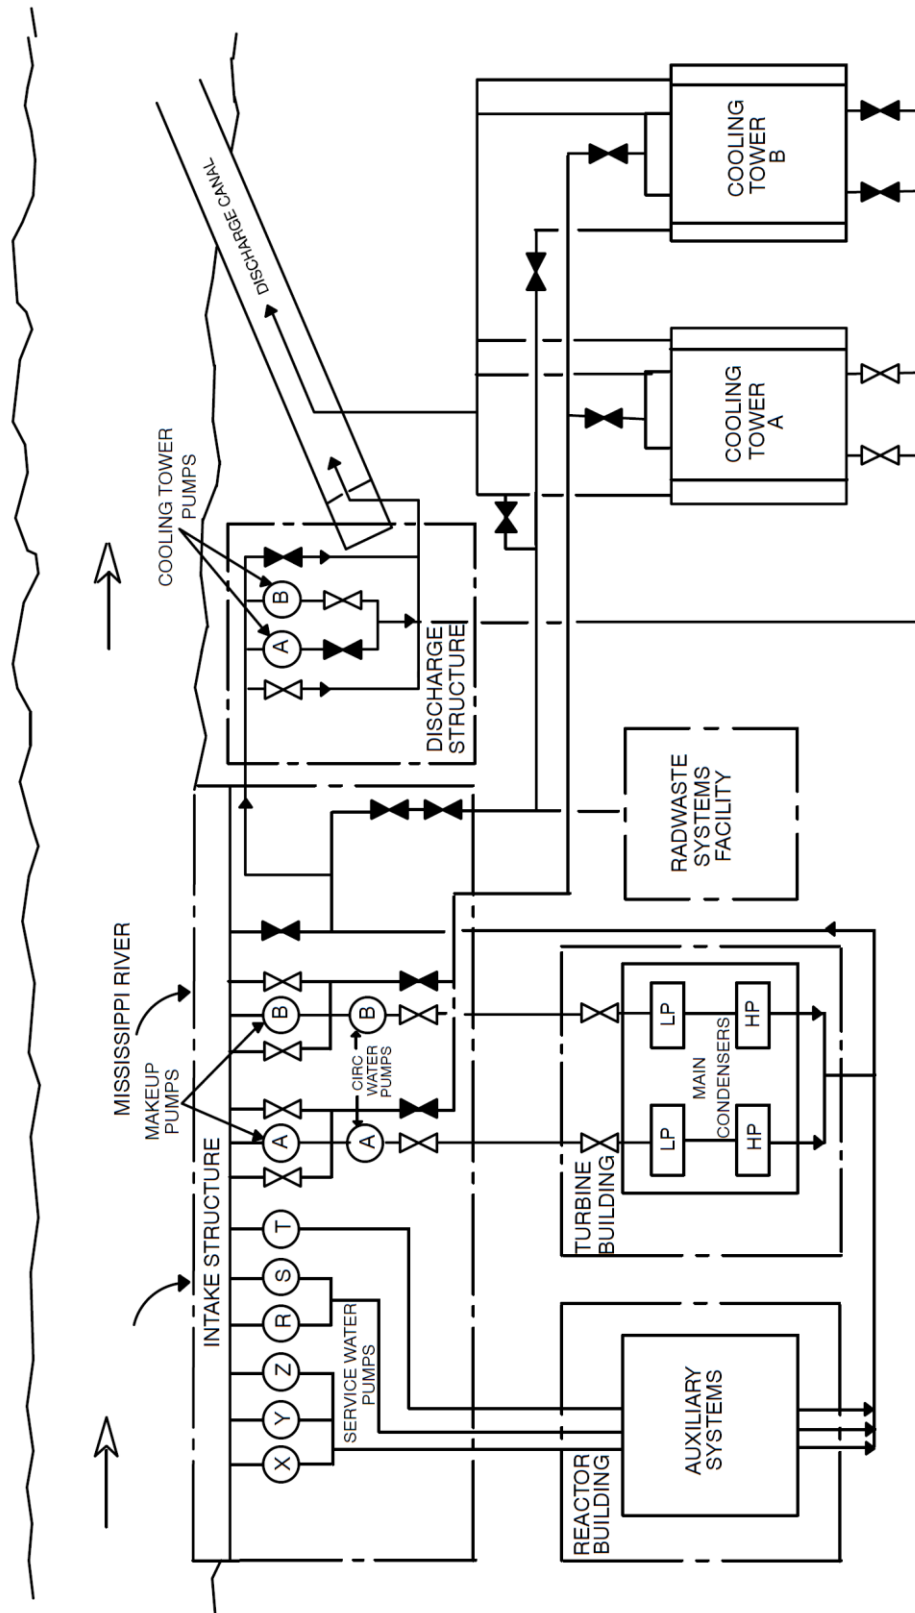 MISSISSIPPI RIVER
INTAKE STRUCTURE
MAKEUP
PUMPS
X
Y
Z
R
S
T
A
B
SERVICE WATER
PUMPS
A
B
CIRC
WATER
PUMPS
COOLING TOWER
PUMPS
A
B
DISCHARGE
STRUCTURE
DISCHARGE CANAL
REACTOR
BUILDING
AUXILIARY
SYSTEMS
TURBINE
BUILDING
LP
LP
MAIN
CONDENSERS
HP
HP
RADWASTE
SYSTEMS
FACILITY
COOLING
TOWER
A
COOLING
TOWER
B